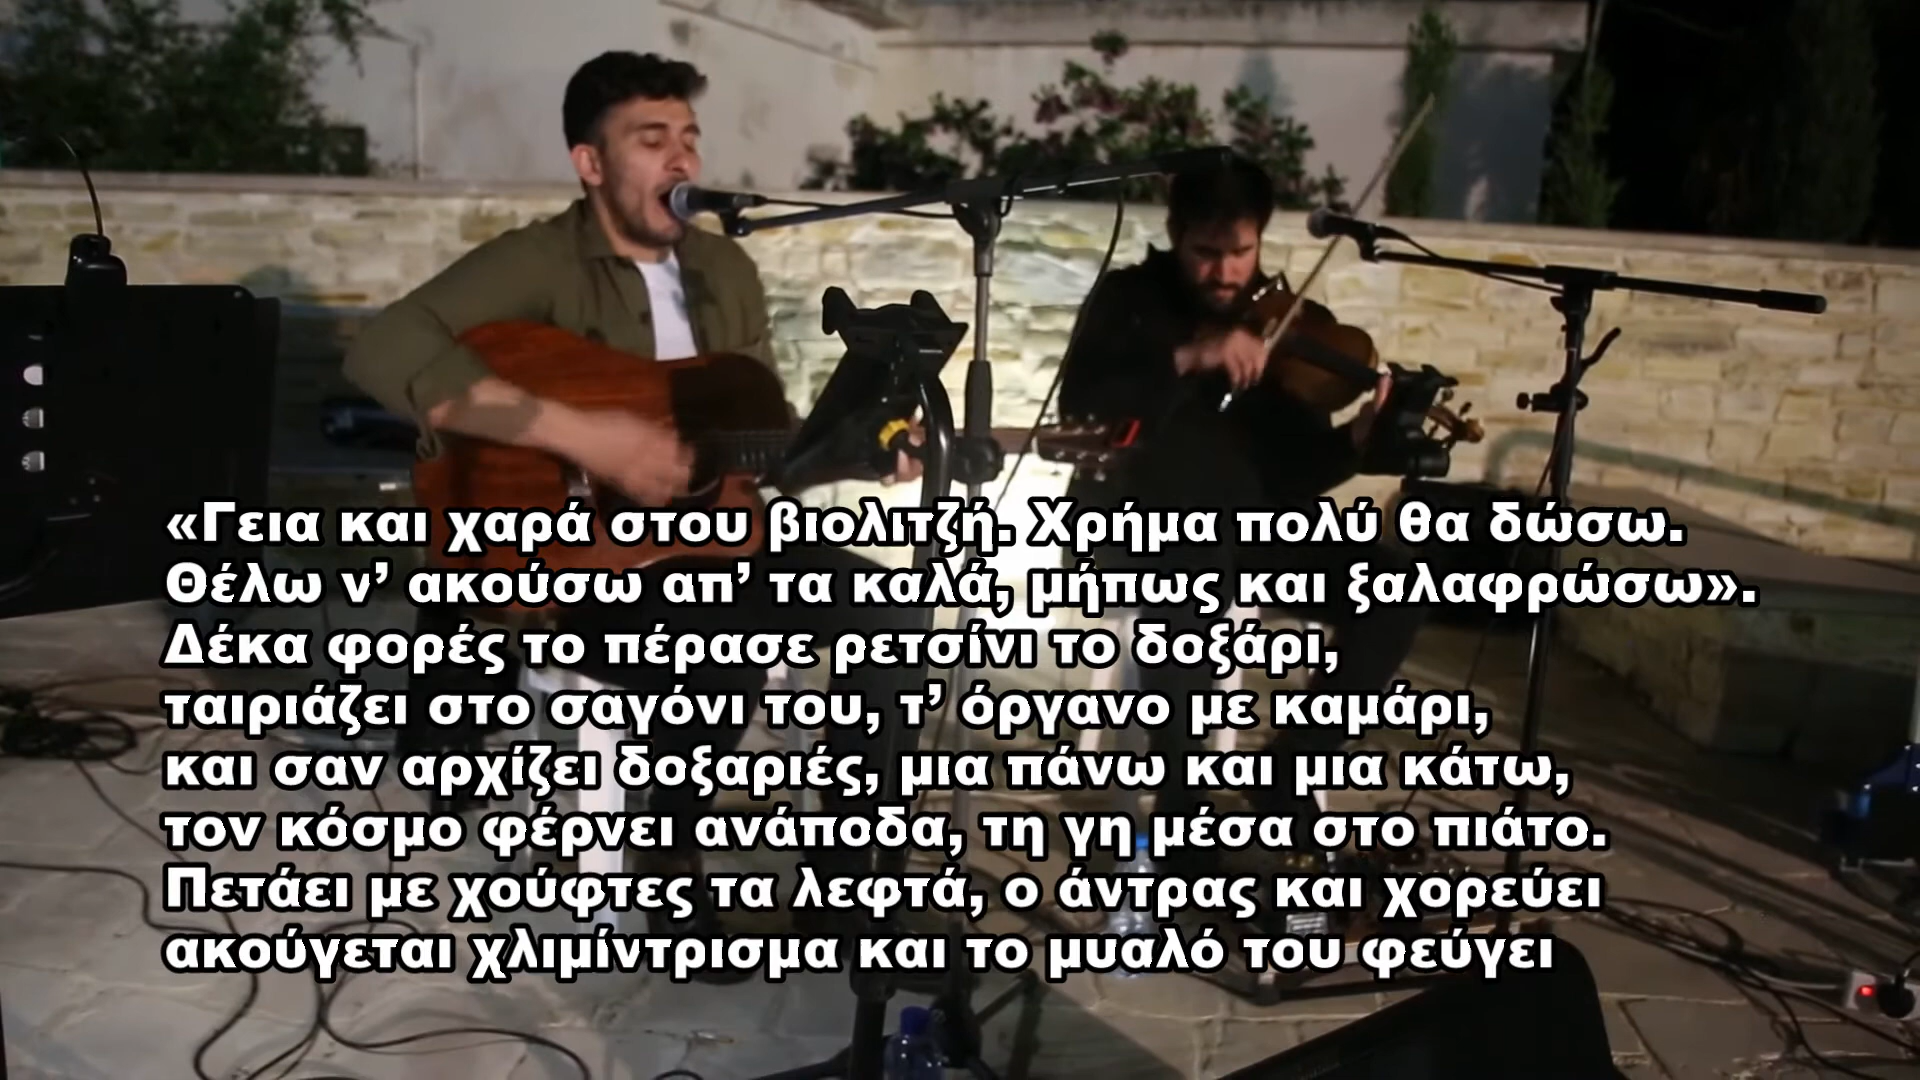 «Γεια και χαρά στου βιολιτζή. Χρήμα πολύ θα δώσω.
Θέλω ν’ ακούσω απ’ τα καλά, μήπως και ξαλαφρώσω».
Δέκα φορές το πέρασε ρετσίνι το δοξάρι,
ταιριάζει στο σαγόνι του, τ’ όργανο με καμάρι,
και σαν αρχίζει δοξαριές, μια πάνω και μια κάτω,
τον κόσμο φέρνει ανάποδα, τη γη μέσα στο πιάτο.
Πετάει με χούφτες τα λεφτά, ο άντρας και χορεύει
ακούγεται χλιμίντρισμα και το μυαλό του φεύγει